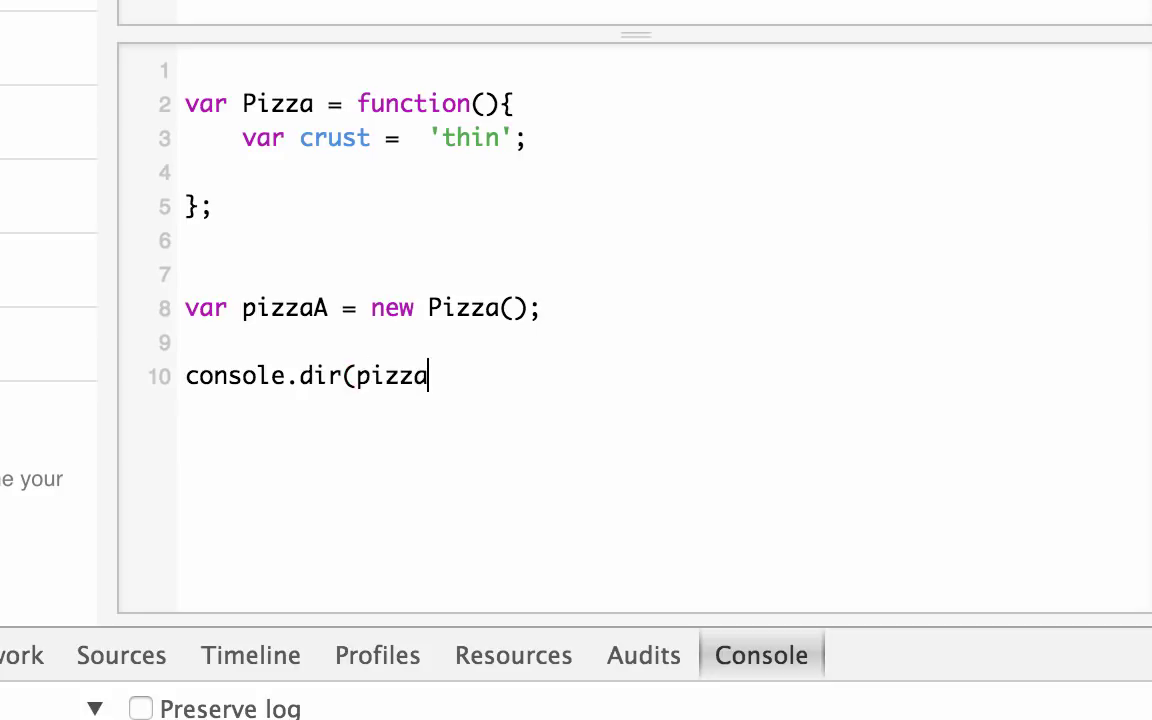 1
2 var Pizza = function(){
3 var crust =  'thin';
4
5 };
6
7
8 var pizzaA = new Pizza();
9
10 console.dir(pizza
e your
ork Sources Timeline Profiles Resources Audits Console
▼ Preserve log